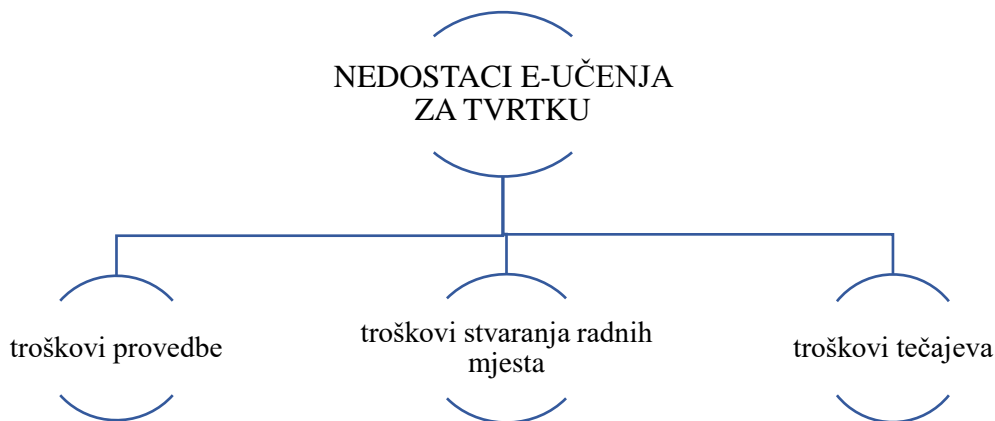 NEDOSTACI E-UČENJA
ZA TVRTKU
troškovi provedbe
troškovi stvaranja radnih
mjesta
troškovi tečajeva